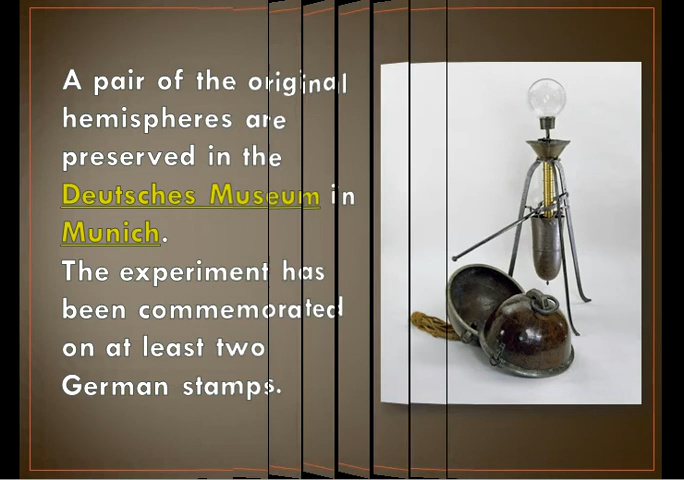 A pair of the original
hemispheres are
preserved in the
Deutsches Museum in
Munich.
The experiment has
been commemorated
on at least two
German stamps.